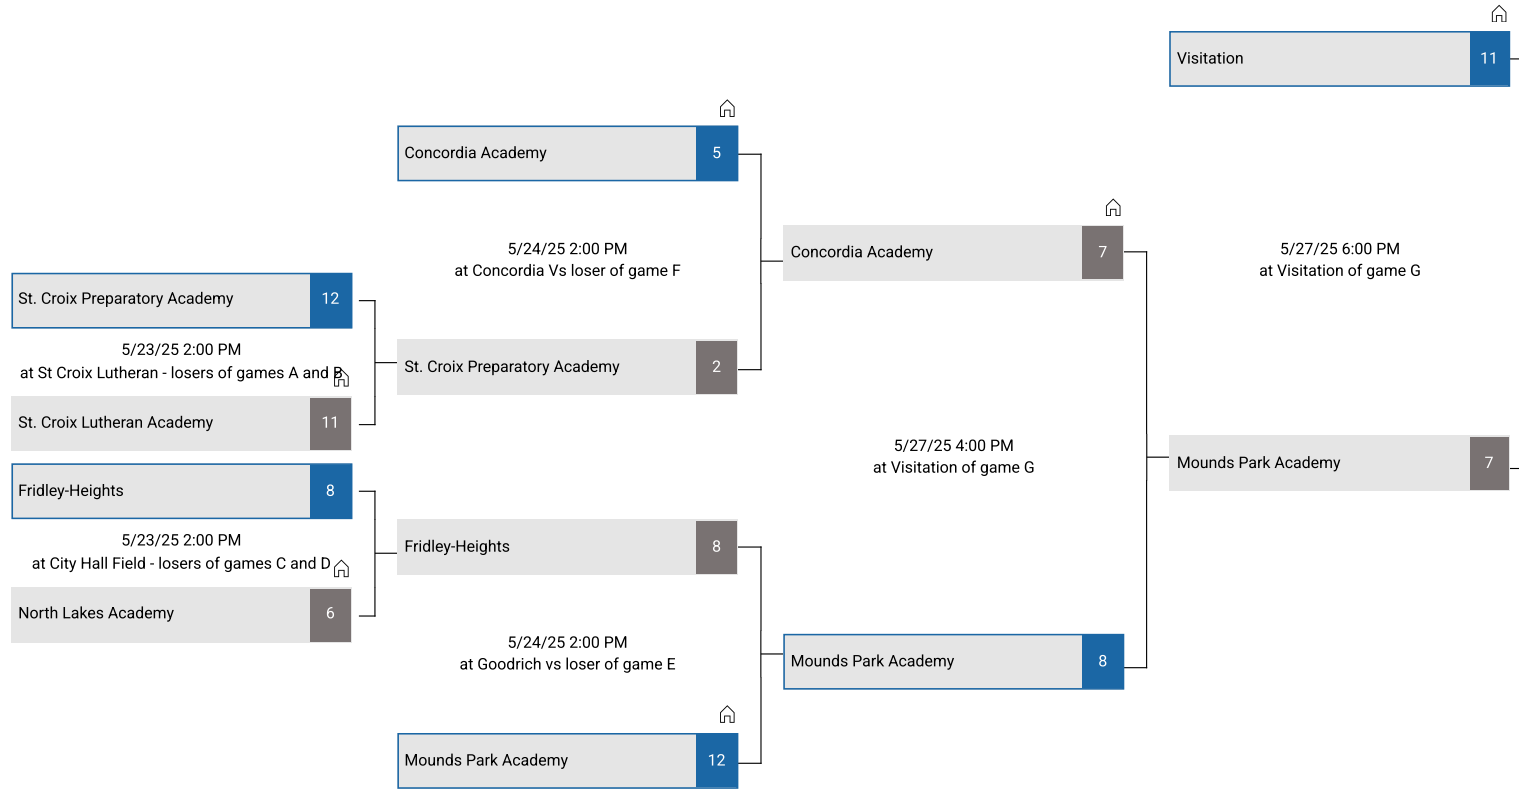 Visitation
11
Concordia Academy
5
5/24/25 2:00 PM
at Concordia Vs loser of game F
St. Croix Preparatory Academy
2
St. Croix Preparatory Academy
12
5/23/25 2:00 PM
at St Croix Lutheran - losers of games A and B
St. Croix Lutheran Academy
11
Fridley-Heights
8
5/23/25 2:00 PM
at City Hall Field - losers of games C and D
North Lakes Academy
6
Fridley-Heights
8
5/24/25 2:00 PM
at Goodrich vs loser of game E
Mounds Park Academy
12
Concordia Academy
7
5/27/25 4:00 PM
at Visitation of game G
Mounds Park Academy
8
5/27/25 6:00 PM
at Visitation of game G
Mounds Park Academy
7